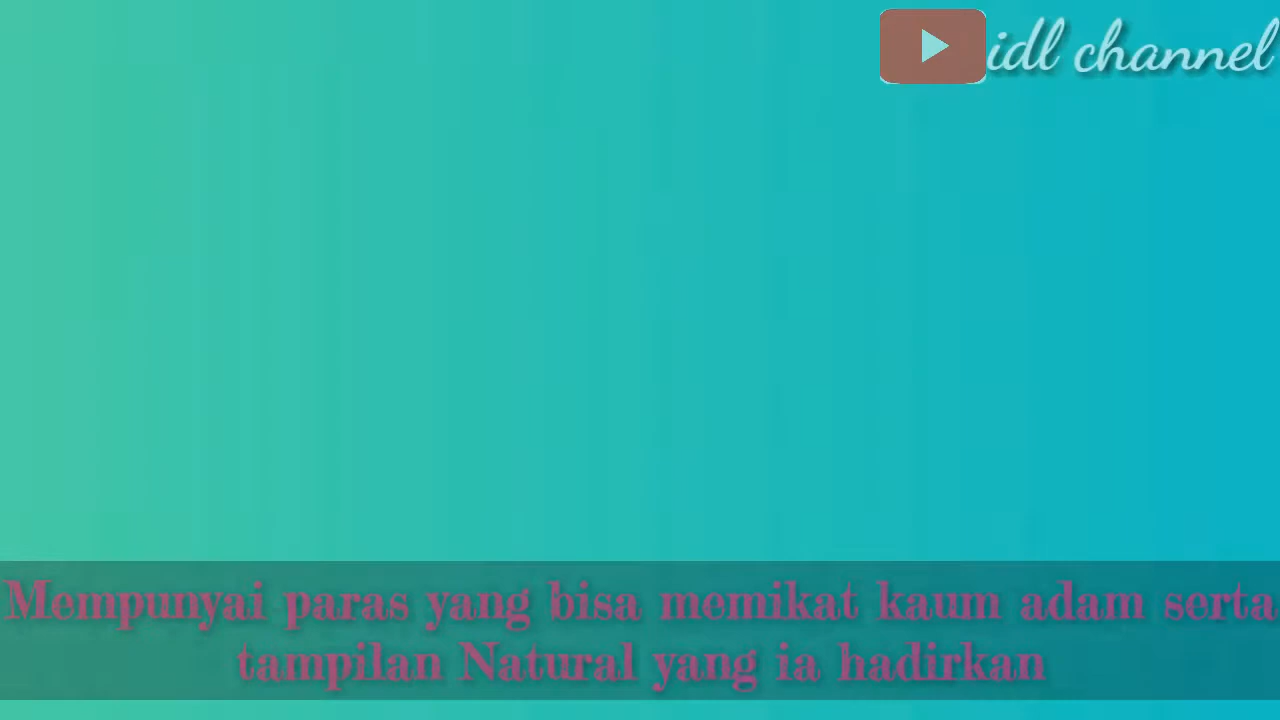 idl channel
Mempunyai paras yang bisa memikat kaum adam serta
tampilan Natural yang ia hadirkan